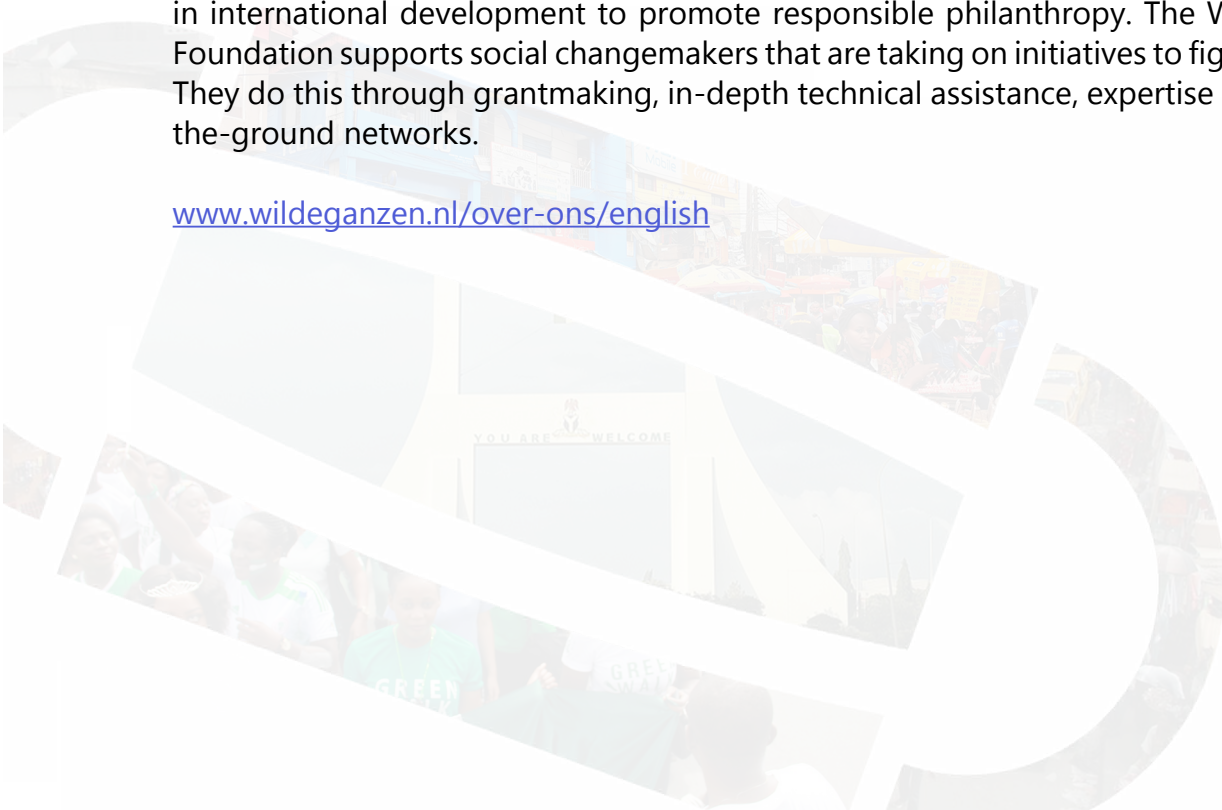 in international development to promote responsible philanthropy. The W
Foundation supports social changemakers that are taking on initiatives to fig
They do this through grantmaking, in-depth technical assistance, expertise
the-ground networks.
www.wildeganzen.nl/over-ons/english
YOU ARE WELCOME
GREEN
WALK